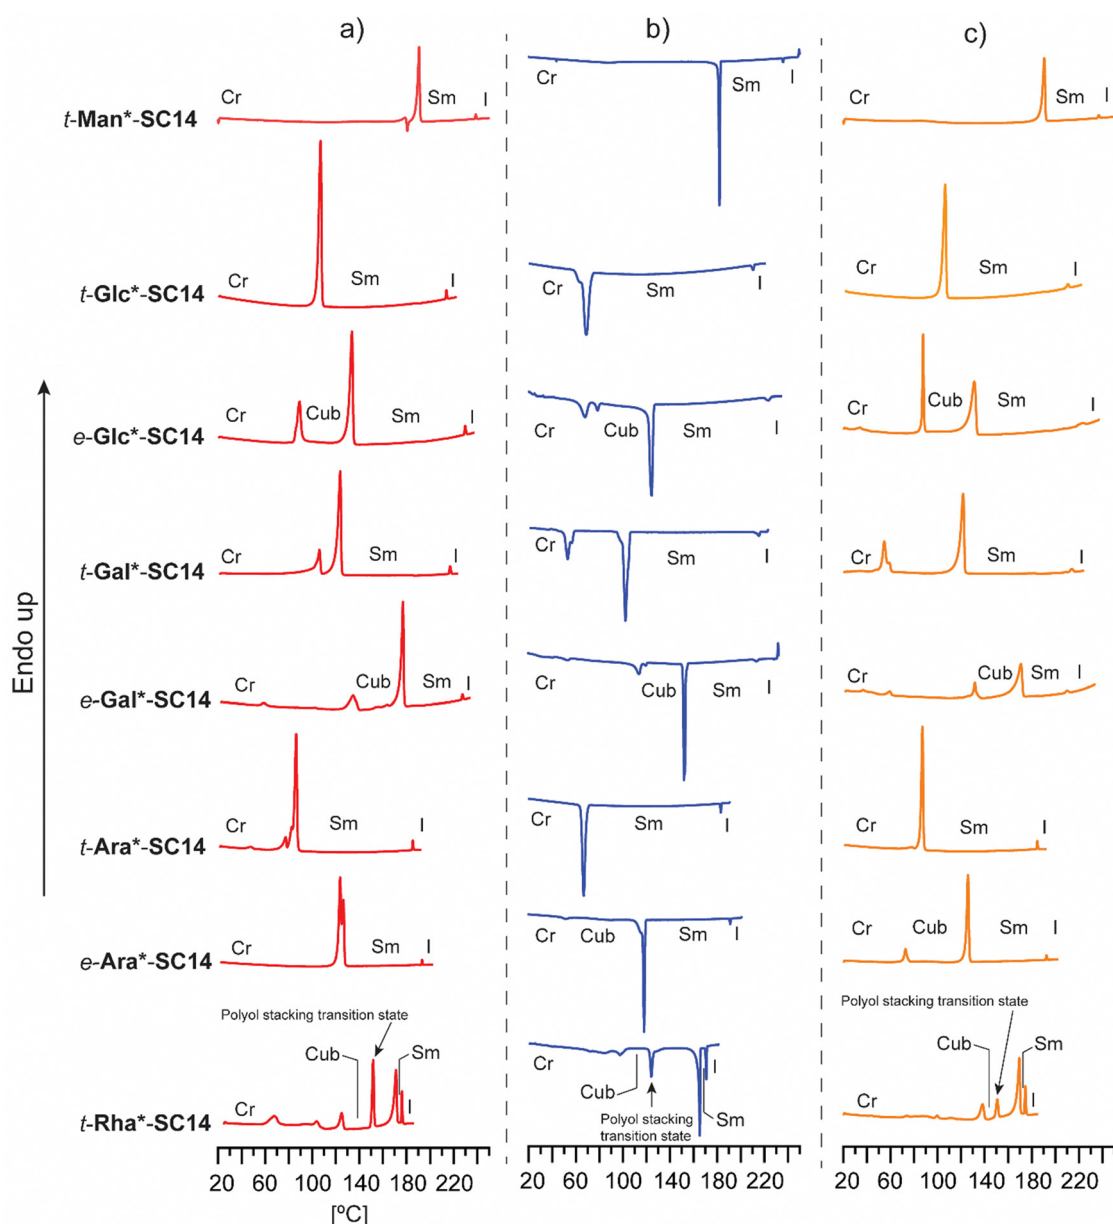 a) b) c)
t-Man*-SC14 Cr Sm I Cr Sm I Cr Sm I
t-Glc*-SC14 Cr Sm I Cr Sm I Cr Sm I
e-Glc*-SC14 Cr Cub Sm I Cr Cub Sm I Cr Cub Sm I
t-Gal*-SC14 Cr Sm I Cr Sm I Cr Sm I
e-Gal*-SC14 Cr Cub Sm I Cr Cub Sm I Cr Cub Sm I
t-Ara*-SC14 Cr Sm I Cr Sm I Cr Sm I
e-Ara*-SC14 Cr Sm I Cr Cub Sm I Cr Cub Sm I
Endo up
Polyol stacking transition state
t-Rha*-SC14 Cr Cub Sm I
Cr Cub Sm I
Polyol stacking
transition state
Polyol stacking transition state
Cr Cub Sm I
20 60 100 140 180 220 20 60 100 140 180 220 20 60 100 140 180 220
[ºC]